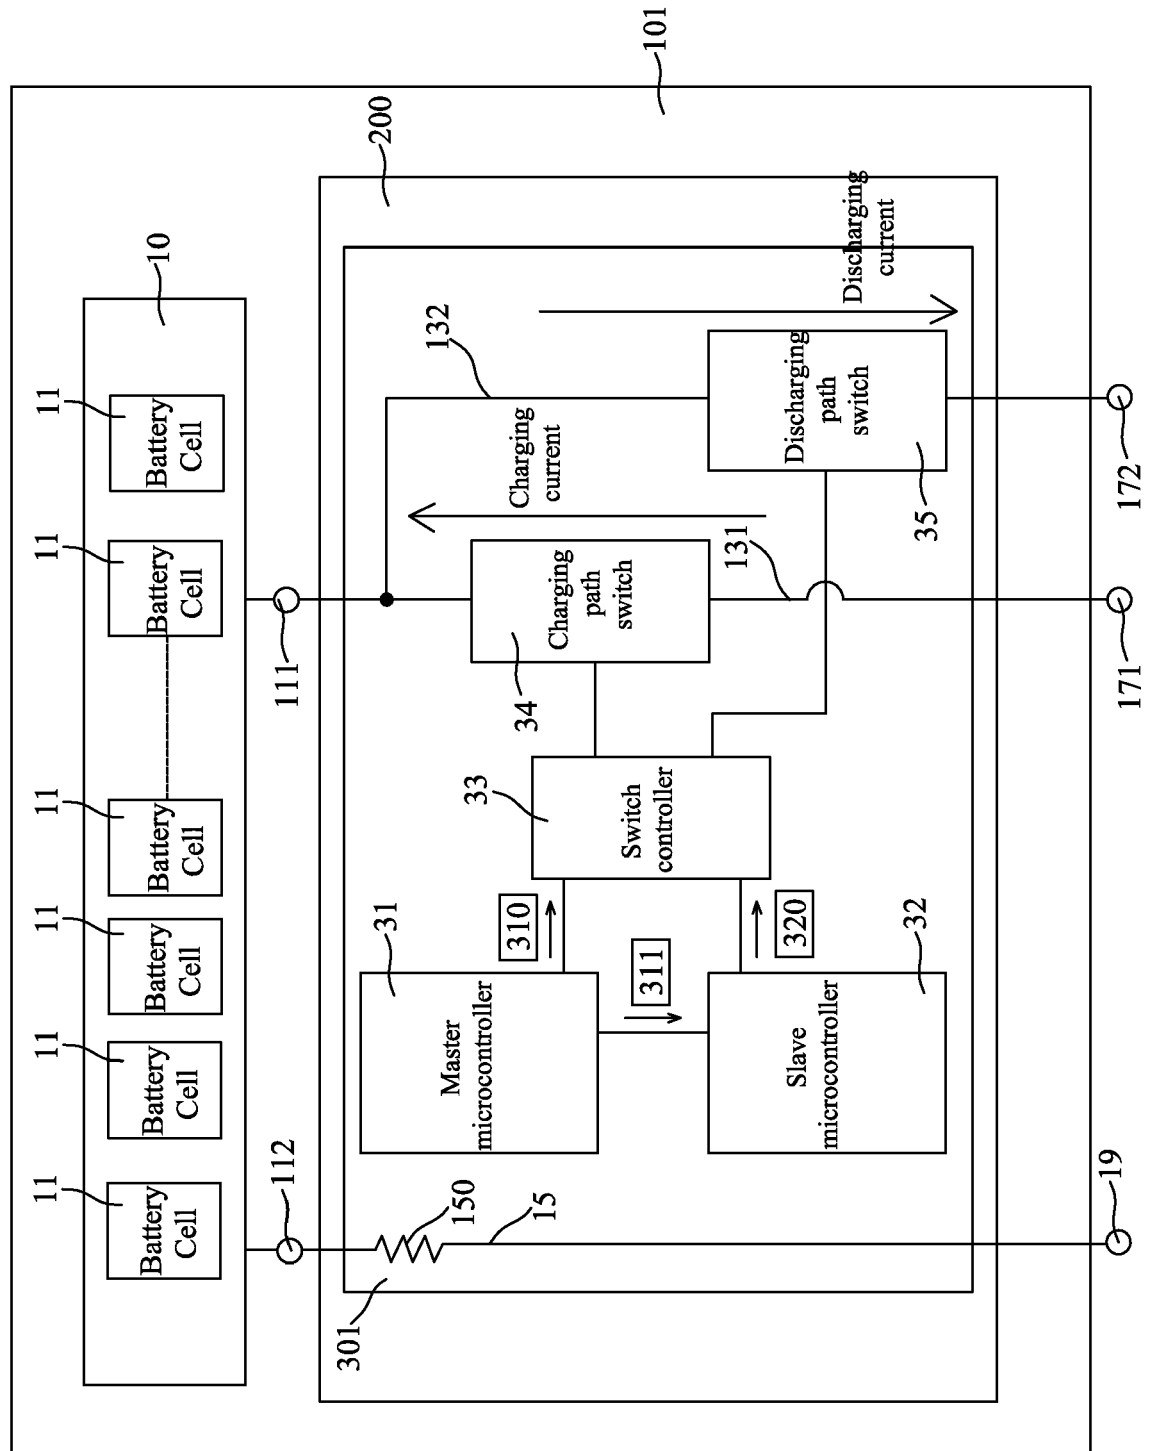 11
11
11
11
11
11
10
Battery
Cell
Battery
Cell
Battery
Cell
Battery
Cell
Battery
Cell
Battery
Cell
112
111
301
200
31
132
Master
microcontroller
150
33
310
34
Charging
current
15
Charging
path
switch
Switch
controller
311
101
131
Slave
microcontroller
320
Discharging
path
switch
Discharging
current
32
35
19
171
172